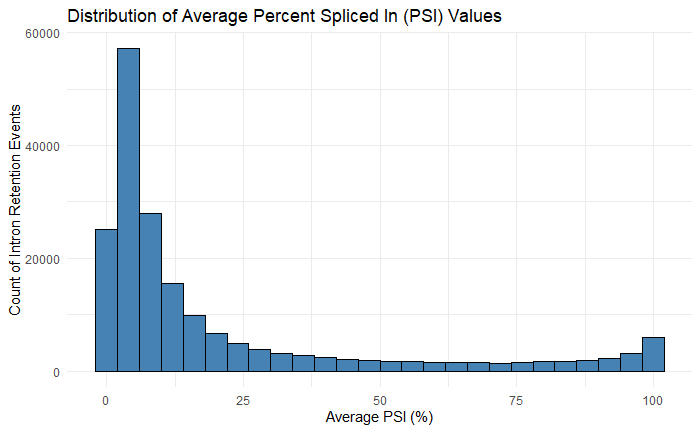 Distribution of Average Percent Spliced In (PSI) Values
Count of Intron Retention Events
60000
40000
20000
0
0 25 50 75 100
Average PSI (%)